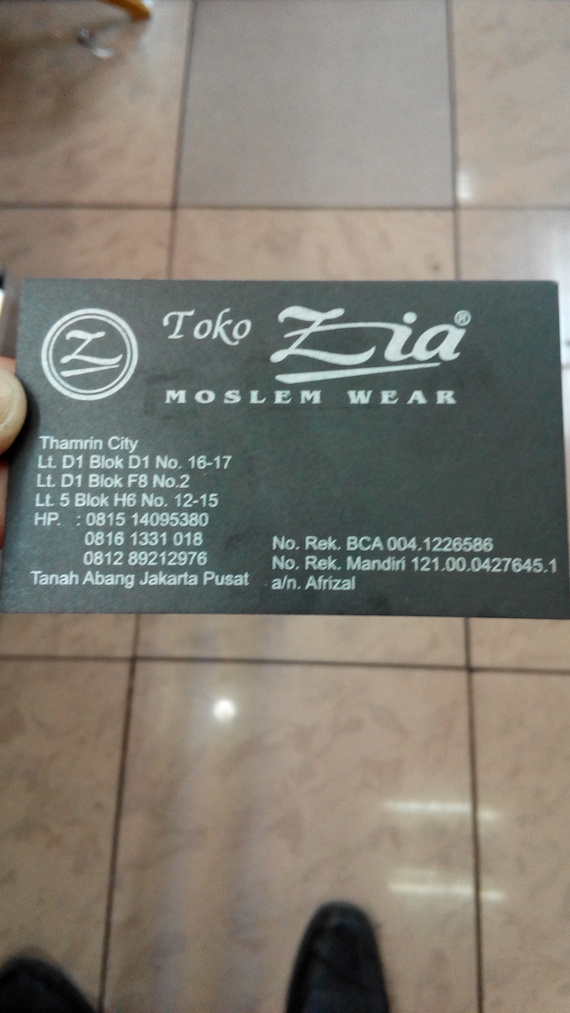 Z
Toko Zia®
MOSLEM WEAR
Thamrin City
Lt. D1 Blok D1 No. 16-17
Lt. D1 Blok F8 No.2
Lt. 5 Blok H6 No. 12-15
HP. : 0815 14095380
0816 1331 018
0812 89212976
Tanah Abang Jakarta Pusat
No. Rek. BCA 004.1226586
No. Rek. Mandiri 121.00.0427645.1
a/n. Afrizal